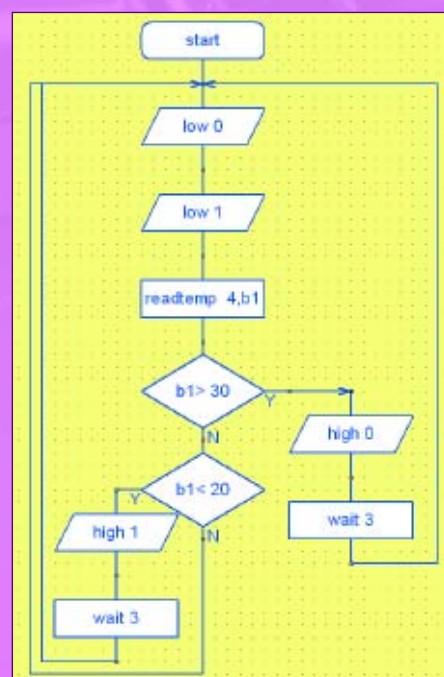 start
low 0
low 1
readtemp 4,b1
b1> 30
Y
N
high 0
b1< 20
Y
N
high 1
wait 3
wait 3